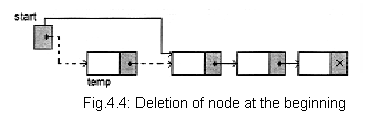 start
temp
Fig.4.4: Deletion of node at the beginning